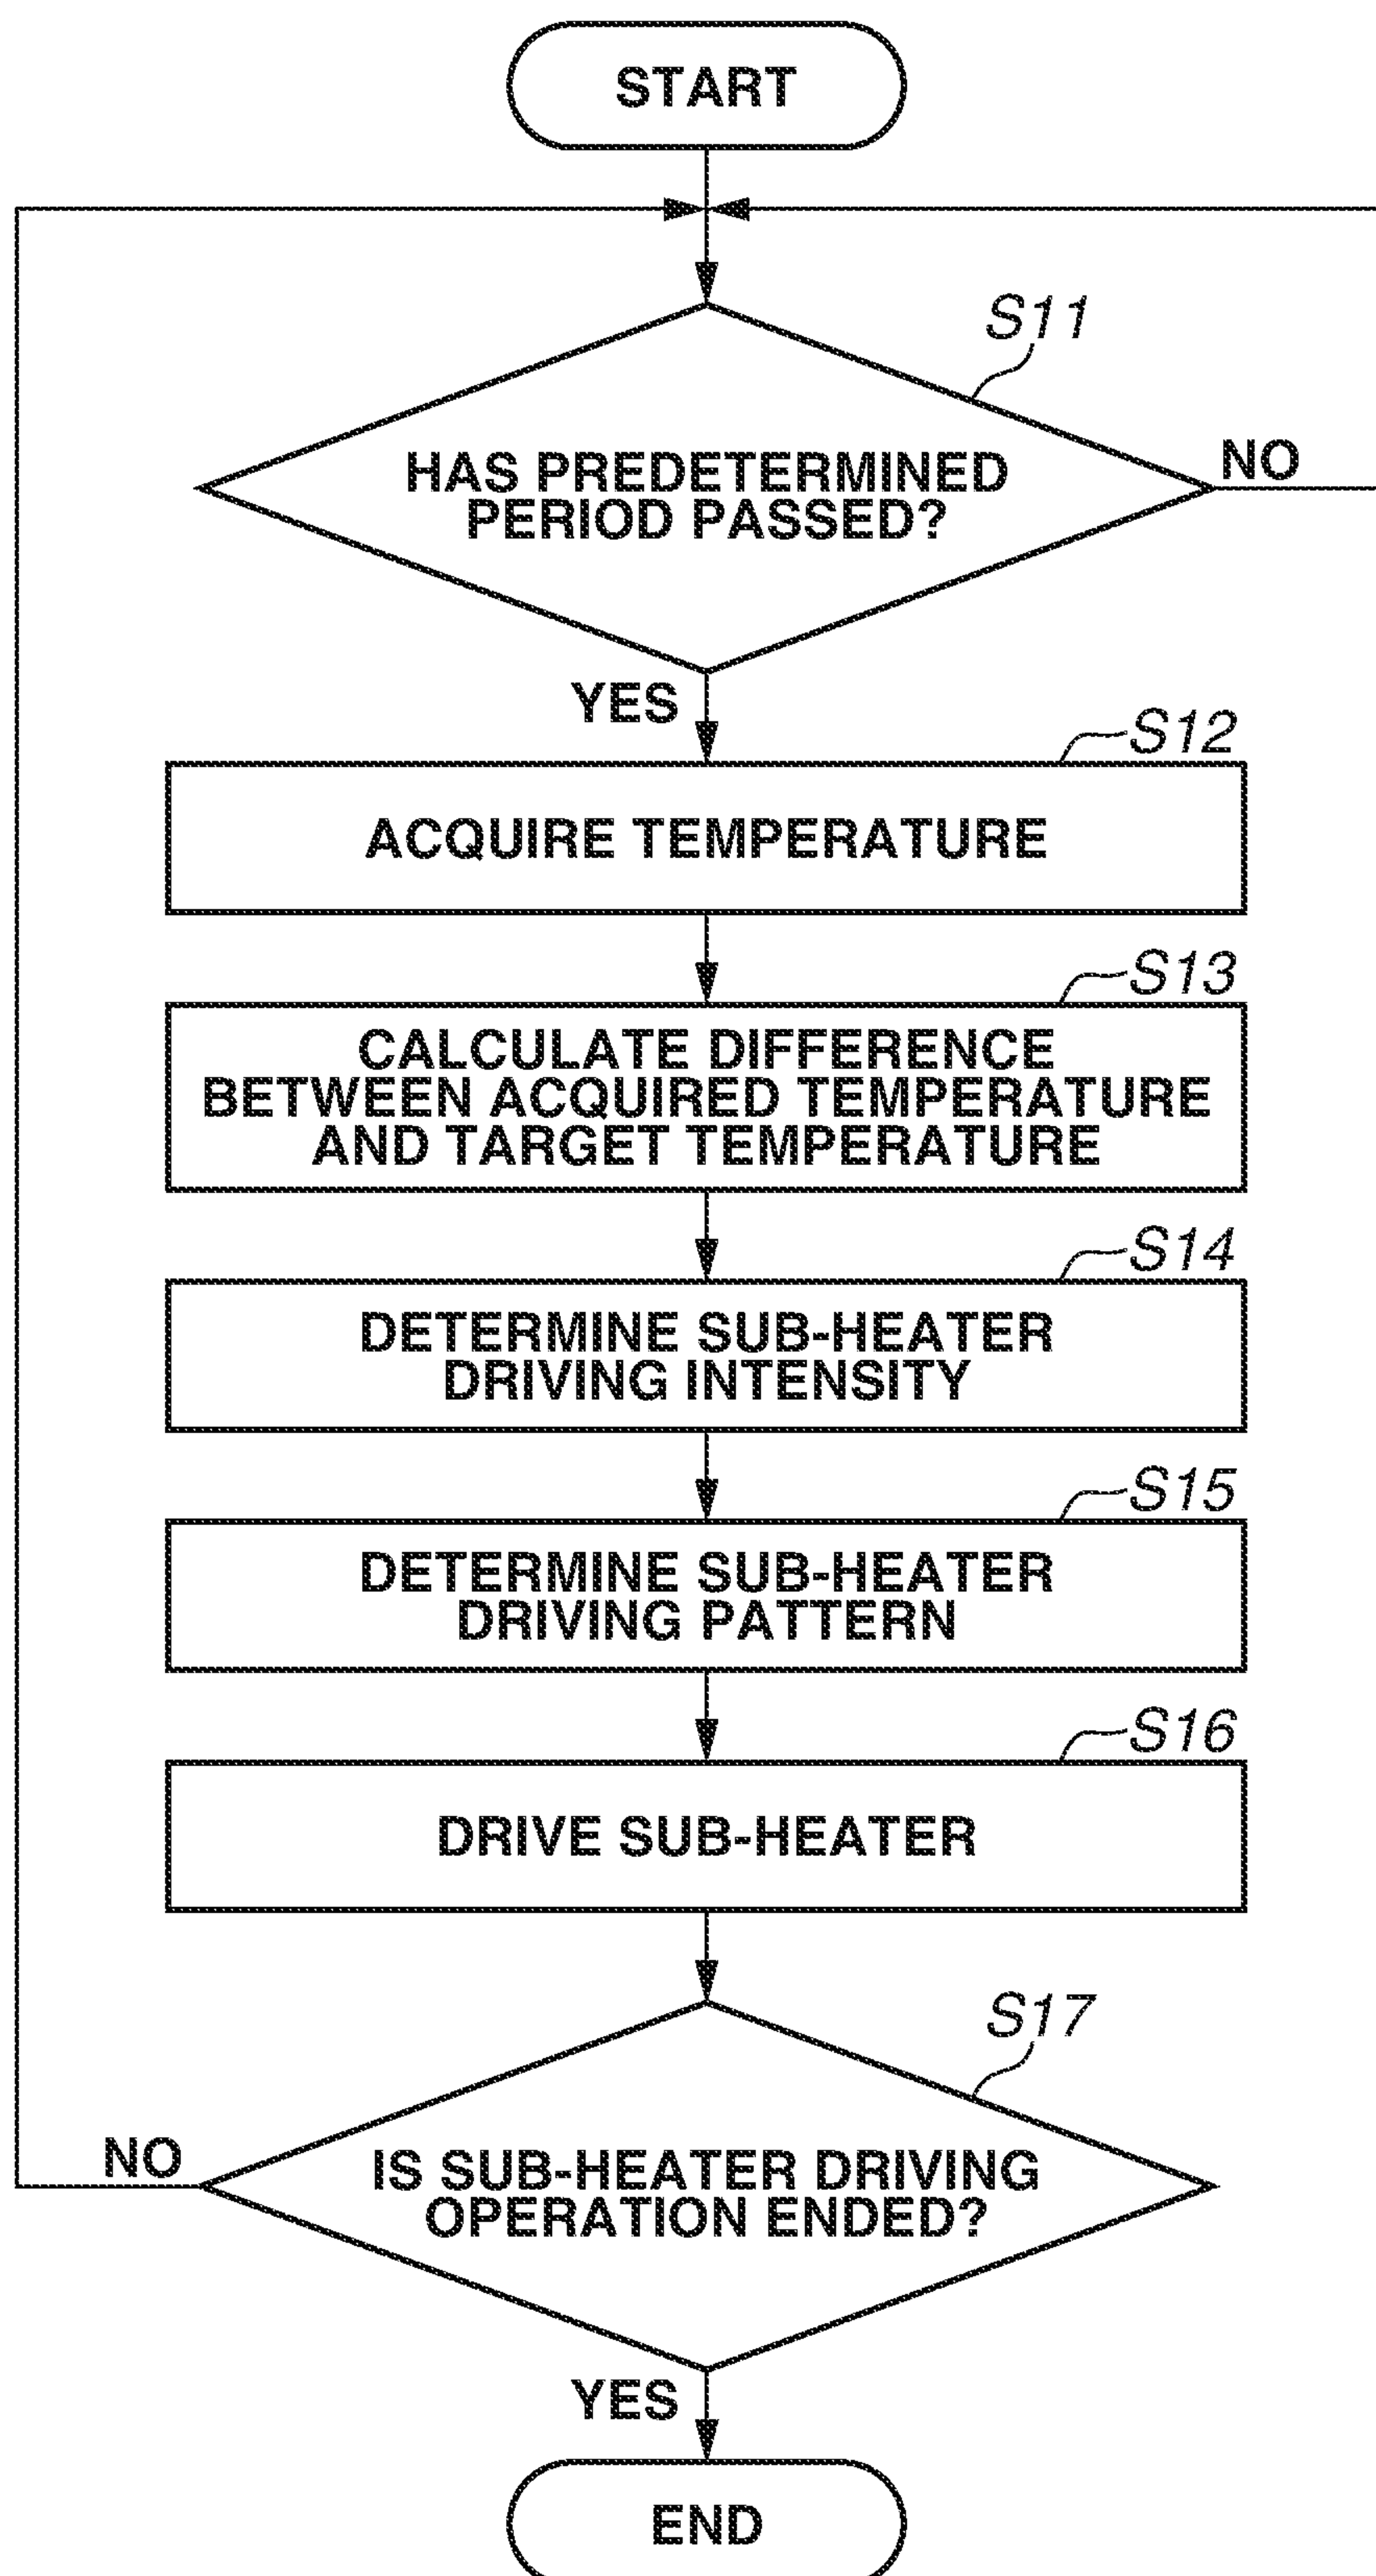 START
S11
HAS PREDETERMINED
PERIOD PASSED?
NO
YES
S12
ACQUIRE TEMPERATURE
S13
CALCULATE DIFFERENCE
BETWEEN ACQUIRED TEMPERATURE
AND TARGET TEMPERATURE
S14
DETERMINE SUB-HEATER
DRIVING INTENSITY
S15
DETERMINE SUB-HEATER
DRIVING PATTERN
S16
DRIVE SUB-HEATER
S17
NO
IS SUB-HEATER DRIVING
OPERATION ENDED?
YES
END